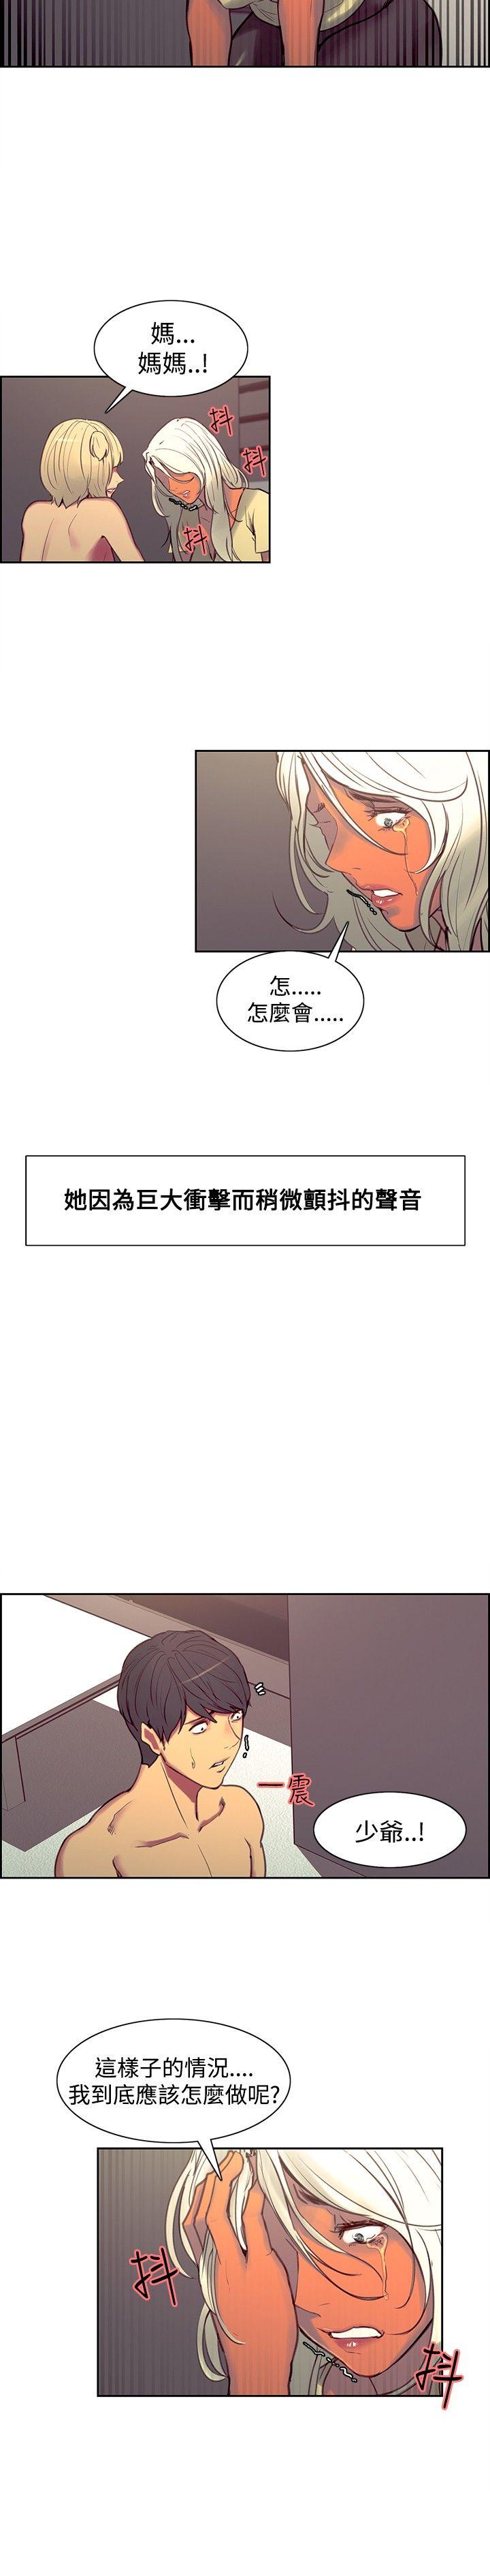 媽...
媽媽..!
抖
抖
抖
怎.....
怎麼會.....
她因為巨大衝擊而稍微顫抖的聲音
一震
少爺..!
這樣子的情況....
我到底應該怎麼做呢?
抖
抖